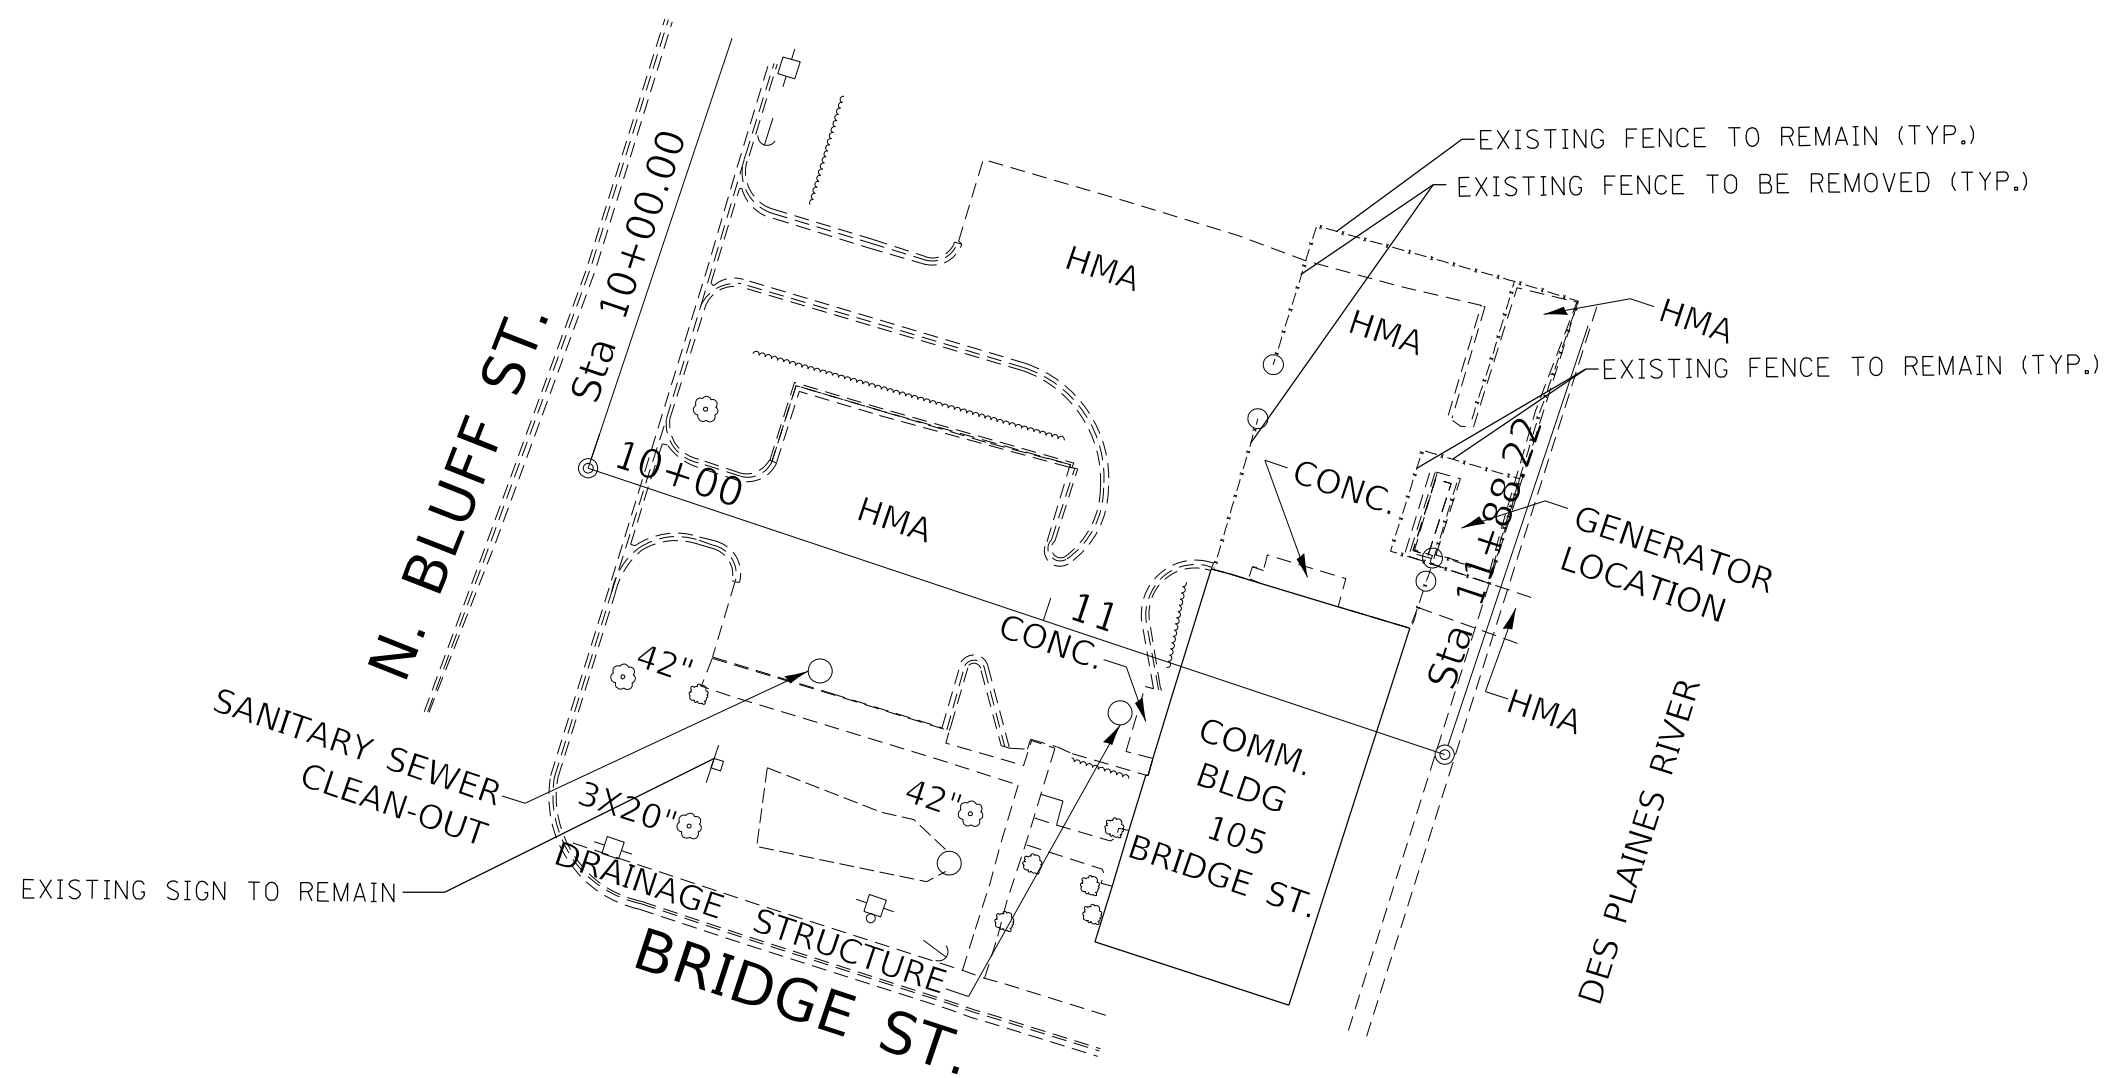 EXISTING FENCE TO REMAIN (TYP.)
EXISTING FENCE TO BE REMOVED (TYP.)
Sta 10+00.00
HMA
HMA
HMA
EXISTING FENCE TO REMAIN (TYP.)
N. BLUFF ST.
10+00
HMA
CONC.
Sta 11+88.22
GENERATOR
LOCATION
11
CONC.
42"
HMA
SANITARY SEWER
CLEAN-OUT
COMM.
BLDG
105
BRIDGE ST.
DES PLAINES RIVER
3X20"
42"
EXISTING SIGN TO REMAIN
DRAINAGE STRUCTURE
BRIDGE ST.